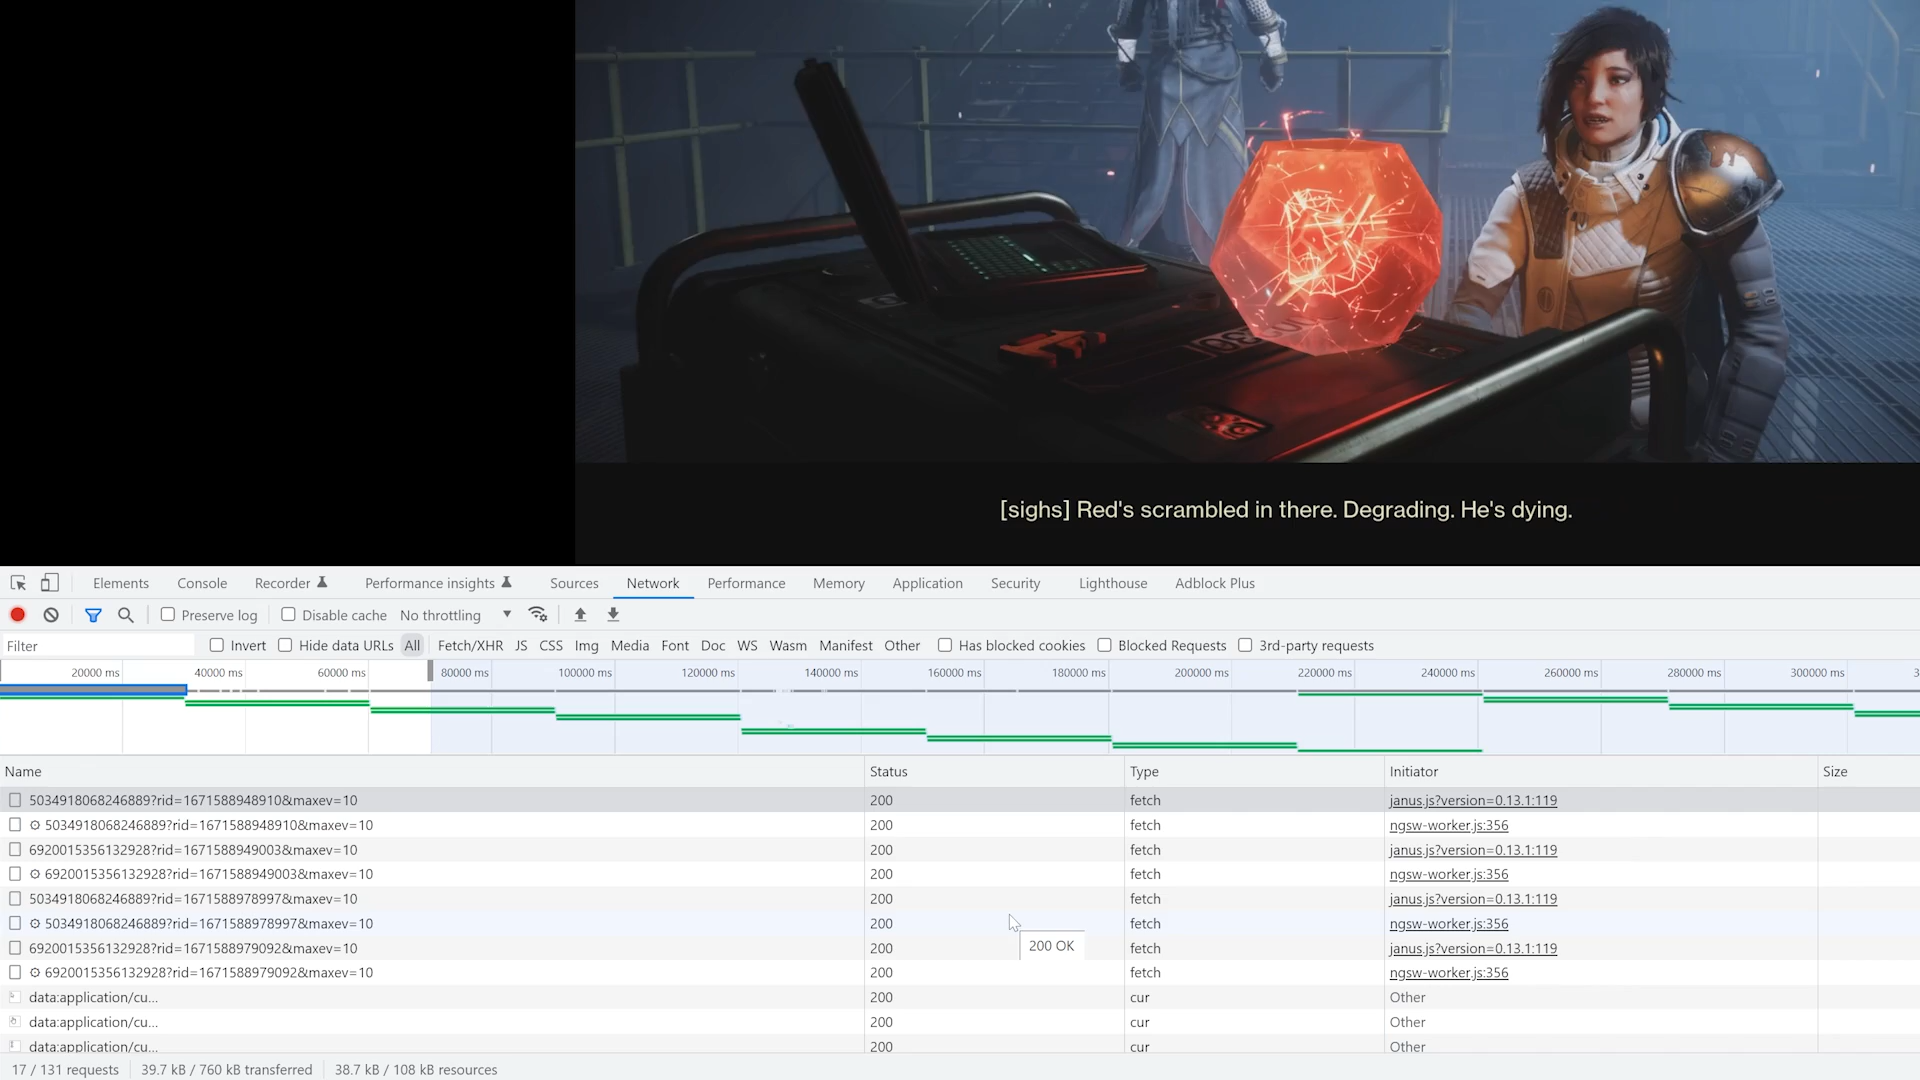 [sighs] Red's scrambled in there. Degrading. He's dying.
Elements Console Recorder Performance insights Sources Network Performance Memory Application Security Lighthouse Adblock Plus
Preserve log Disable cache No throttling
Filter Invert Hide data URLs All Fetch/XHR JS CSS Img Media Font Doc WS Wasm Manifest Other Has blocked cookies Blocked Requests 3rd-party requests
20000 ms 40000 ms 60000 ms 80000 ms 100000 ms 120000 ms 140000 ms 160000 ms 180000 ms 200000 ms 220000 ms 240000 ms 260000 ms 280000 ms 300000 ms 3
Name Status Type Initiator Size
5034918068246889?rid=1671588948910&maxev=10 200 fetch janus.js?version=0.13.1:119
5034918068246889?rid=1671588948910&maxev=10 200 fetch ngsw-worker.js:356
6920015356132928?rid=1671588949003&maxev=10 200 fetch janus.js?version=0.13.1:119
6920015356132928?rid=1671588949003&maxev=10 200 fetch ngsw-worker.js:356
5034918068246889?rid=1671588978997&maxev=10 200 fetch janus.js?version=0.13.1:119
5034918068246889?rid=1671588978997&maxev=10 200 fetch ngsw-worker.js:356
6920015356132928?rid=1671588979092&maxev=10 200 200 OK fetch janus.js?version=0.13.1:119
6920015356132928?rid=1671588979092&maxev=10 200 fetch ngsw-worker.js:356
data:application/cu... 200 cur Other
data:application/cu... 200 cur Other
data:application/cu... 200 cur Other
17 / 131 requests 39.7 kB / 760 kB transferred 38.7 kB / 108 kB resources